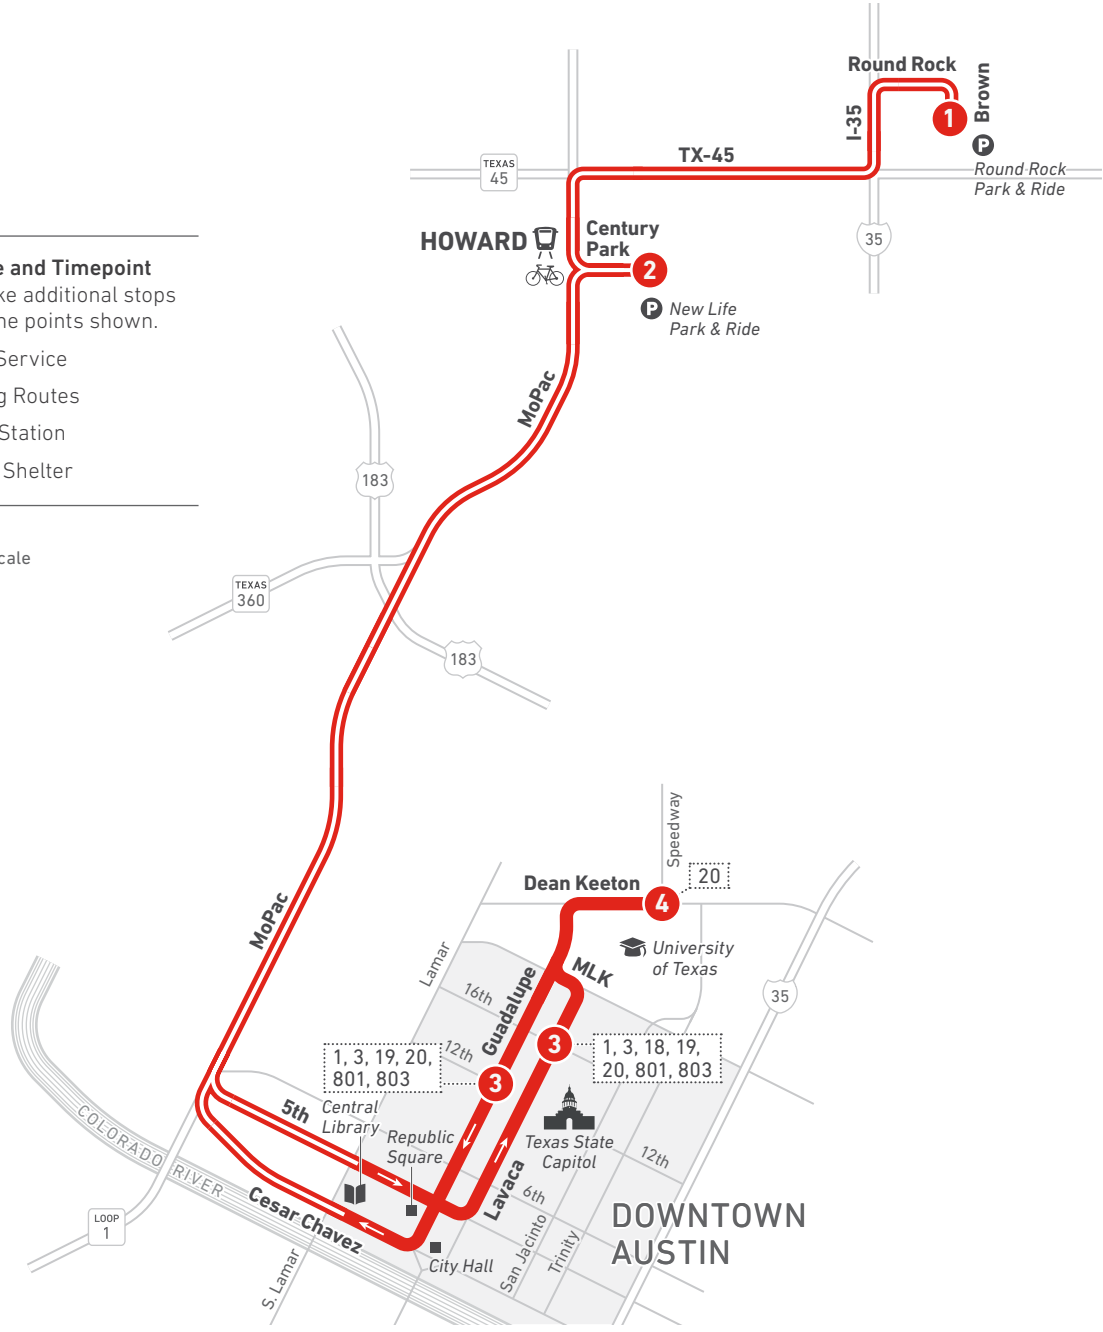 Round Rock
Brown
I-35
1
P
Round Rock
Park & Ride
TX-45
TEXAS
45
35
HOWARD
Century
Park
2
P
New Life
Park & Ride
e and Timepoint
ke additional stops
ne points shown.
Service
g Routes
Station
Shelter
cale
MoPac
183
TEXAS
360
183
MoPac
Speedway
20
Dean Keeton
4
University
of Texas
Lamar
MLK
16th
Guadalupe
35
12th
3
1, 3, 18, 19,
20, 801, 803
1, 3, 19, 20,
801, 803
3
5th
Central
Library
Republic
Square
Texas State
Capitol
12th
COLORADO RIVER
6th
Lavaca
Cesar Chavez
LOOP
1
DOWNTOWN
AUSTIN
City Hall
San Jacinto
Trinity
S. Lamar